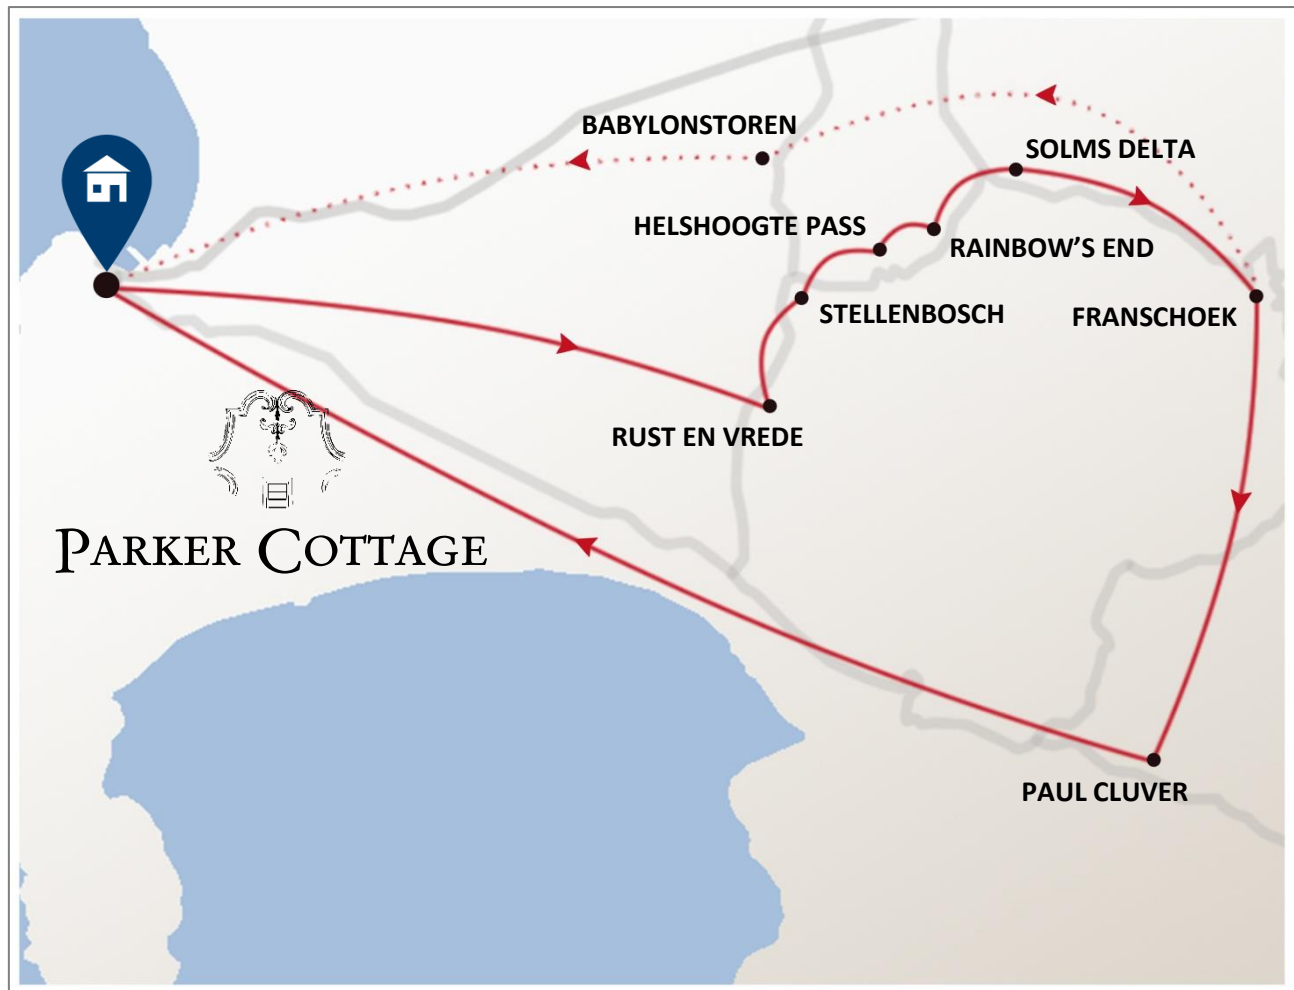 BABYLONSTOREN
SOLMS DELTA
HELSHOOGTE PASS
RAINBOW’S END
STELLENBOSCH
FRANSCHOEK
RUST EN VREDE
PARKER COTTAGE
PAUL CLUVER